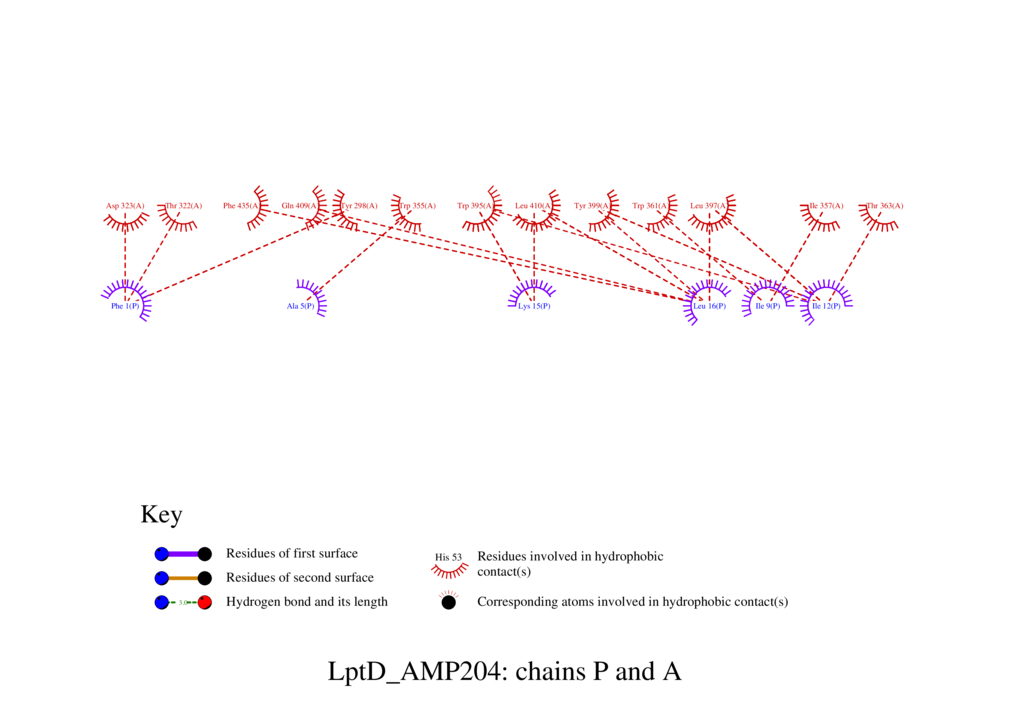 Asp 323(A) Thr 322(A) Phe 435(A) Gln 409(A) Tyr 298(A) Trp 355(A) Trp 395(A) Leu 410(A) Tyr 399(A) Trp 361(A) Leu 397(A) Ile 357(A) Thr 363(A)
Phe 1(P) Ala 5(P) Lys 15(P) Leu 16(P) Ile 9(P) Ile 12(P)
Key
Residues of first surface
Residues of second surface
3.0 Hydrogen bond and its length
His 53 Residues involved in hydrophobic
contact(s)
Corresponding atoms involved in hydrophobic contact(s)
LptD_AMP204: chains P and A